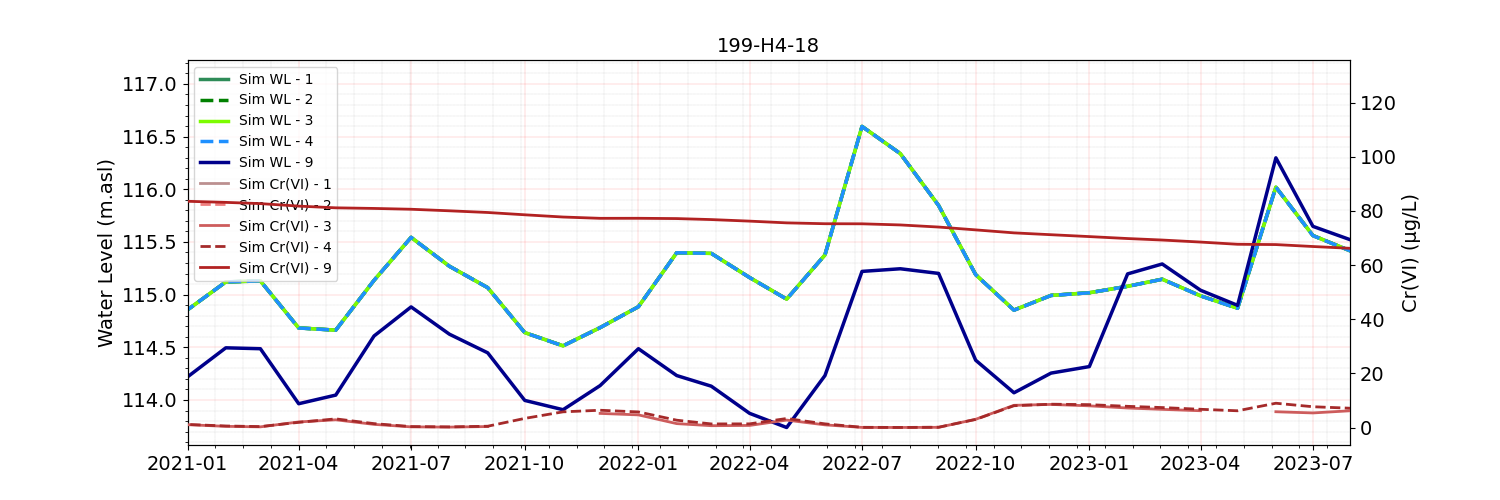 199-H4-18
Water Level (m.asl)
117.0
116.5
116.0
115.5
115.0
114.5
114.0
Sim WL - 1
Sim WL - 2
Sim WL - 3
Sim WL - 4
Sim WL - 9
Sim Cr(VI) - 1
Sim Cr(VI) - 2
Sim Cr(VI) - 3
Sim Cr(VI) - 4
Sim Cr(VI) - 9
120
100
80
60
40
20
0
Cr(VI) (μg/L)
2021-01 2021-04 2021-07 2021-10 2022-01 2022-04 2022-07 2022-10 2023-01 2023-04 2023-07